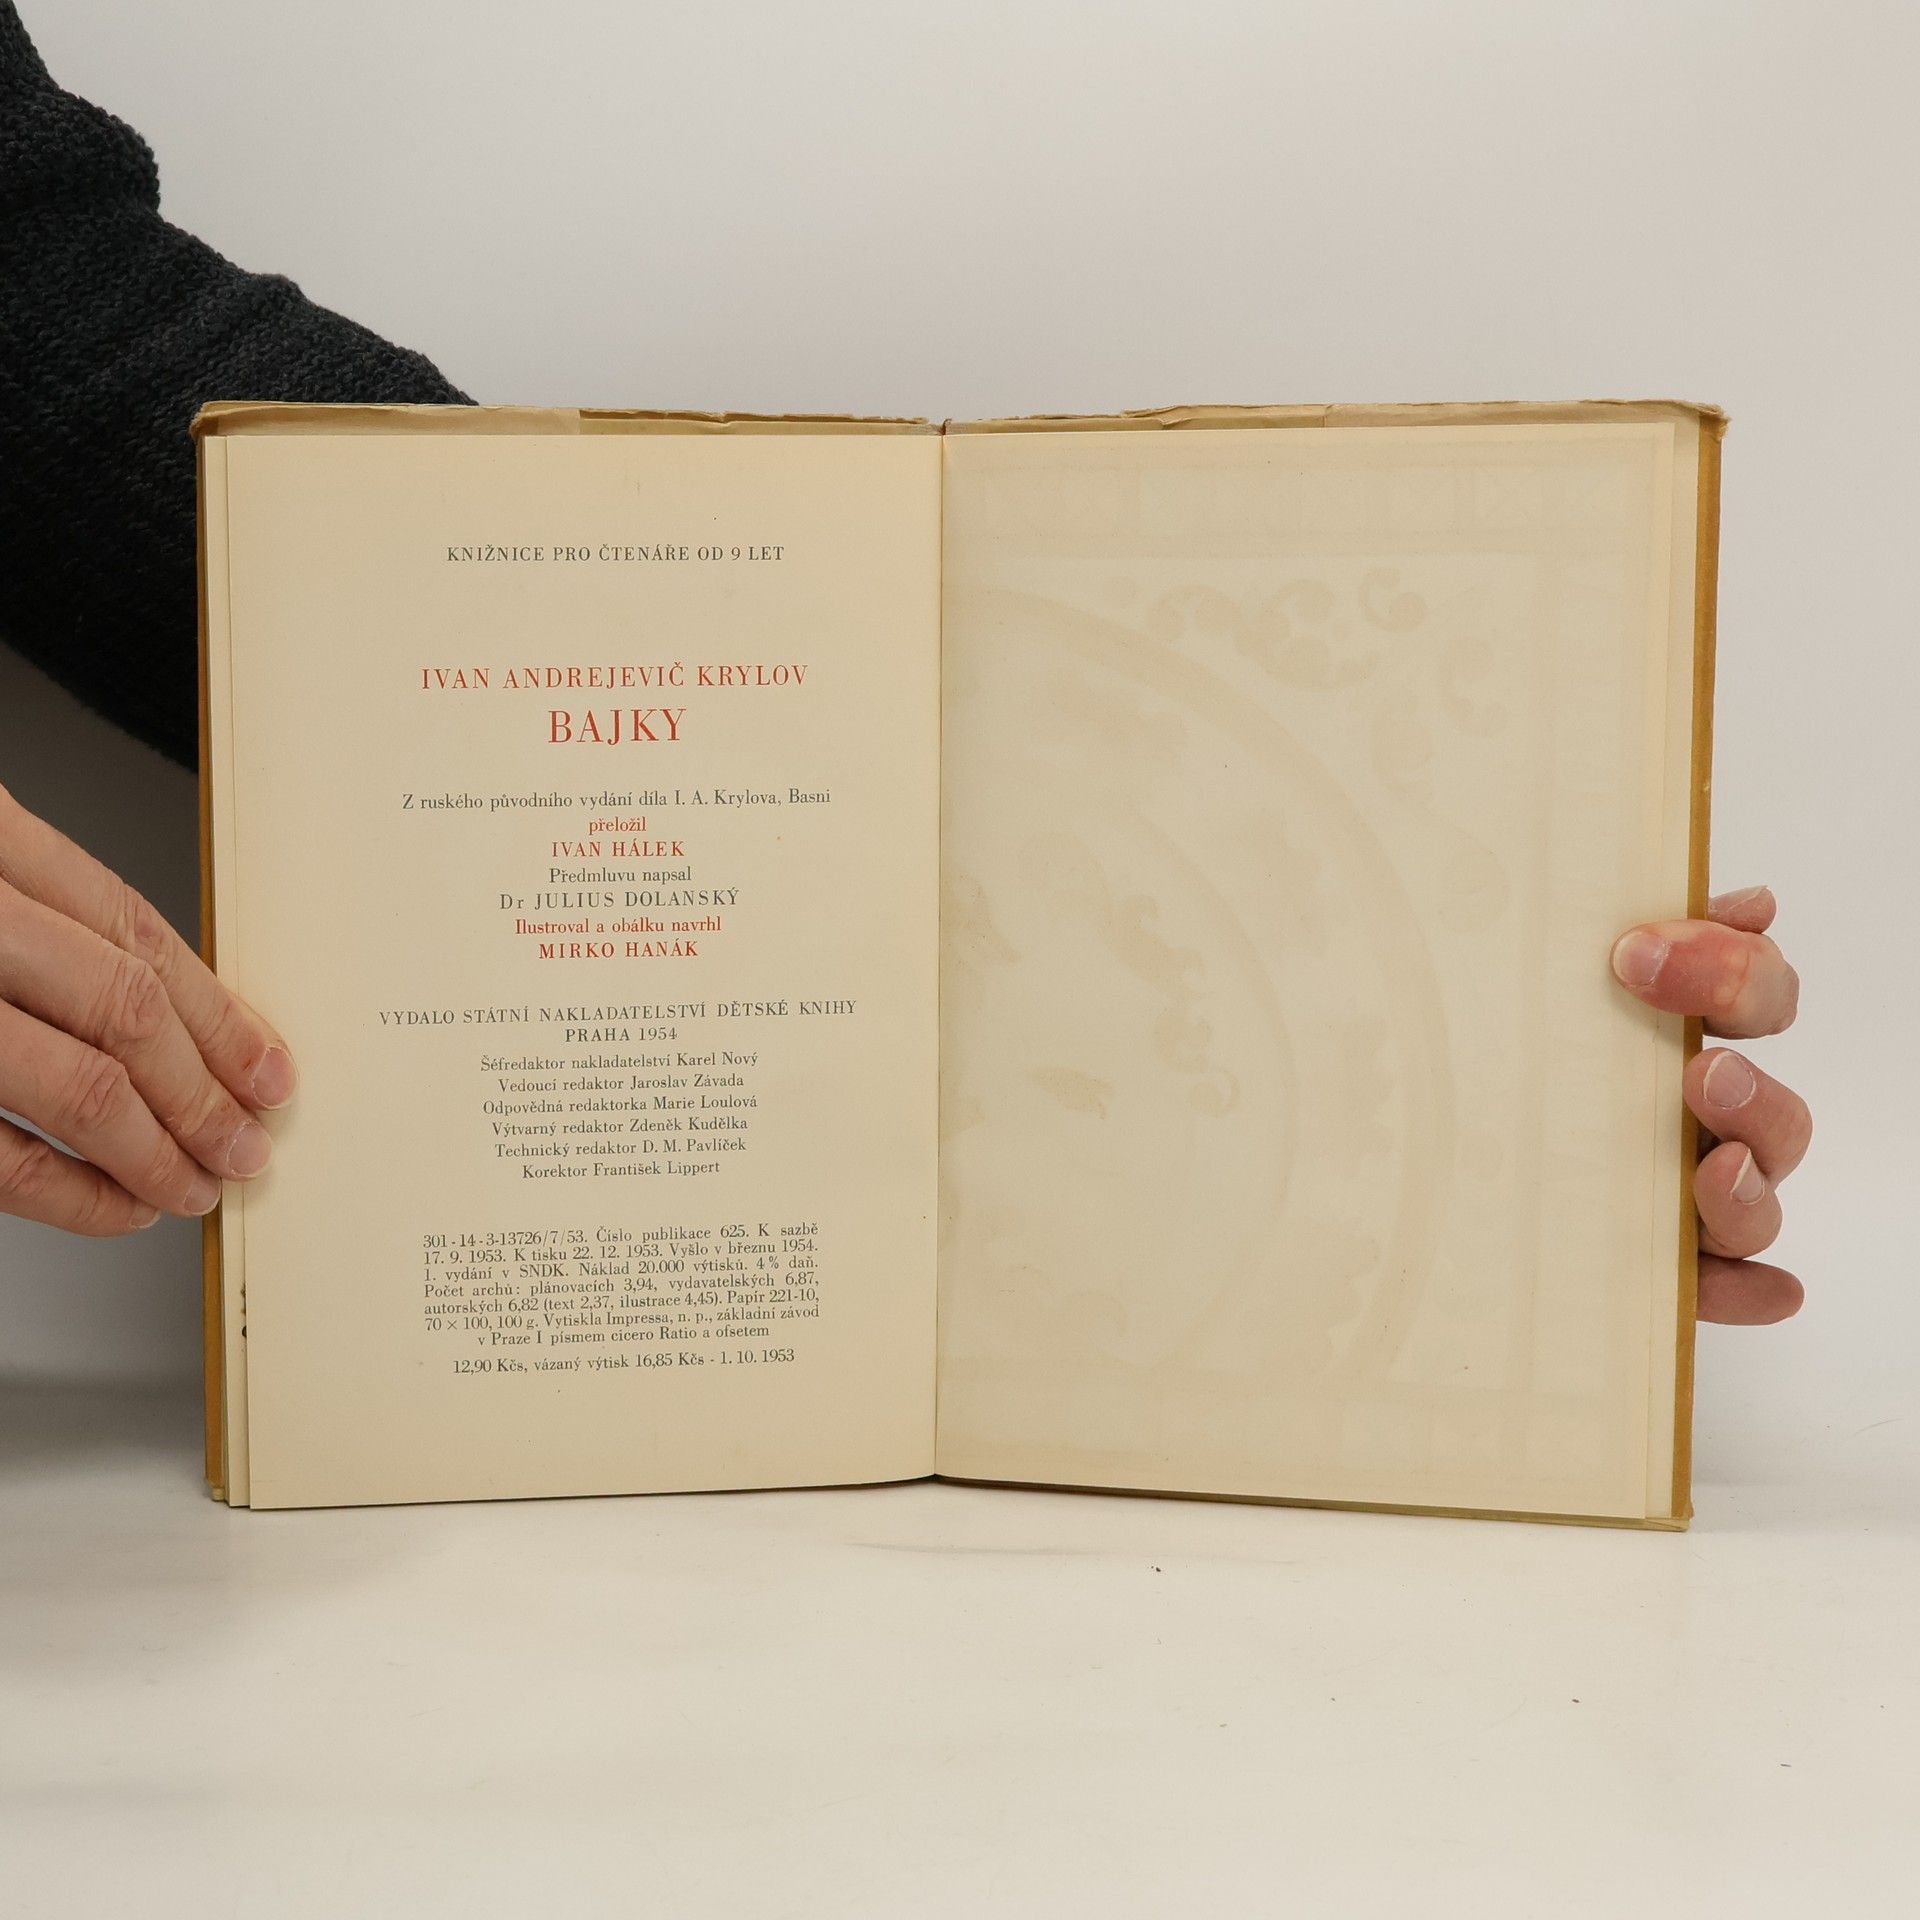 KNIŽNICE PRO ČTENÁŘE OD 9 LET
IVAN ANDREJEVIČ KRYLOV
BAJKY
Z ruského původního vydání díla I. A. Krylova, Basni
přeložil
IVAN HÁLEK
Předmluvu napsal
Dr JULIUS DOLANSKÝ
Ilustroval a obálku navrhl
MIRKO HANÁK
VYDALO STÁTNÍ NAKLADATELSTVÍ DĚTSKÉ KNIHY
PRAHA 1954
Šéfredaktor nakladatelství Karel Nový
Vedoucí redaktor Jaroslav Závada
Odpovědná redaktorka Marie Loulová
Výtvarný redaktor Zdeněk Kudělka
Technický redaktor D. M. Pavlíček
Korektor František Lippert
301-14-3-13726/7/53. Číslo publikace 625. K sazbě
17. 9. 1953. K tisku 22. 12. 1953. Vyšlo v březnu 1954.
1. vydání v SNDK. Náklad 20.000 výtisků. 4% daň.
Počet archů: plánovacích 3,94, vydavatelských 6,87,
autorských 6,82 (text 2,37, ilustrace 4,45). Papír 221-10,
70 × 100, 100 g. Vytiskla Impressa, n. p., základní závod
v Praze I písmem cicero Ratio a ofsetem
12,90 Kčs, vázaný výtisk 16,85 Kčs - 1. 10. 1953